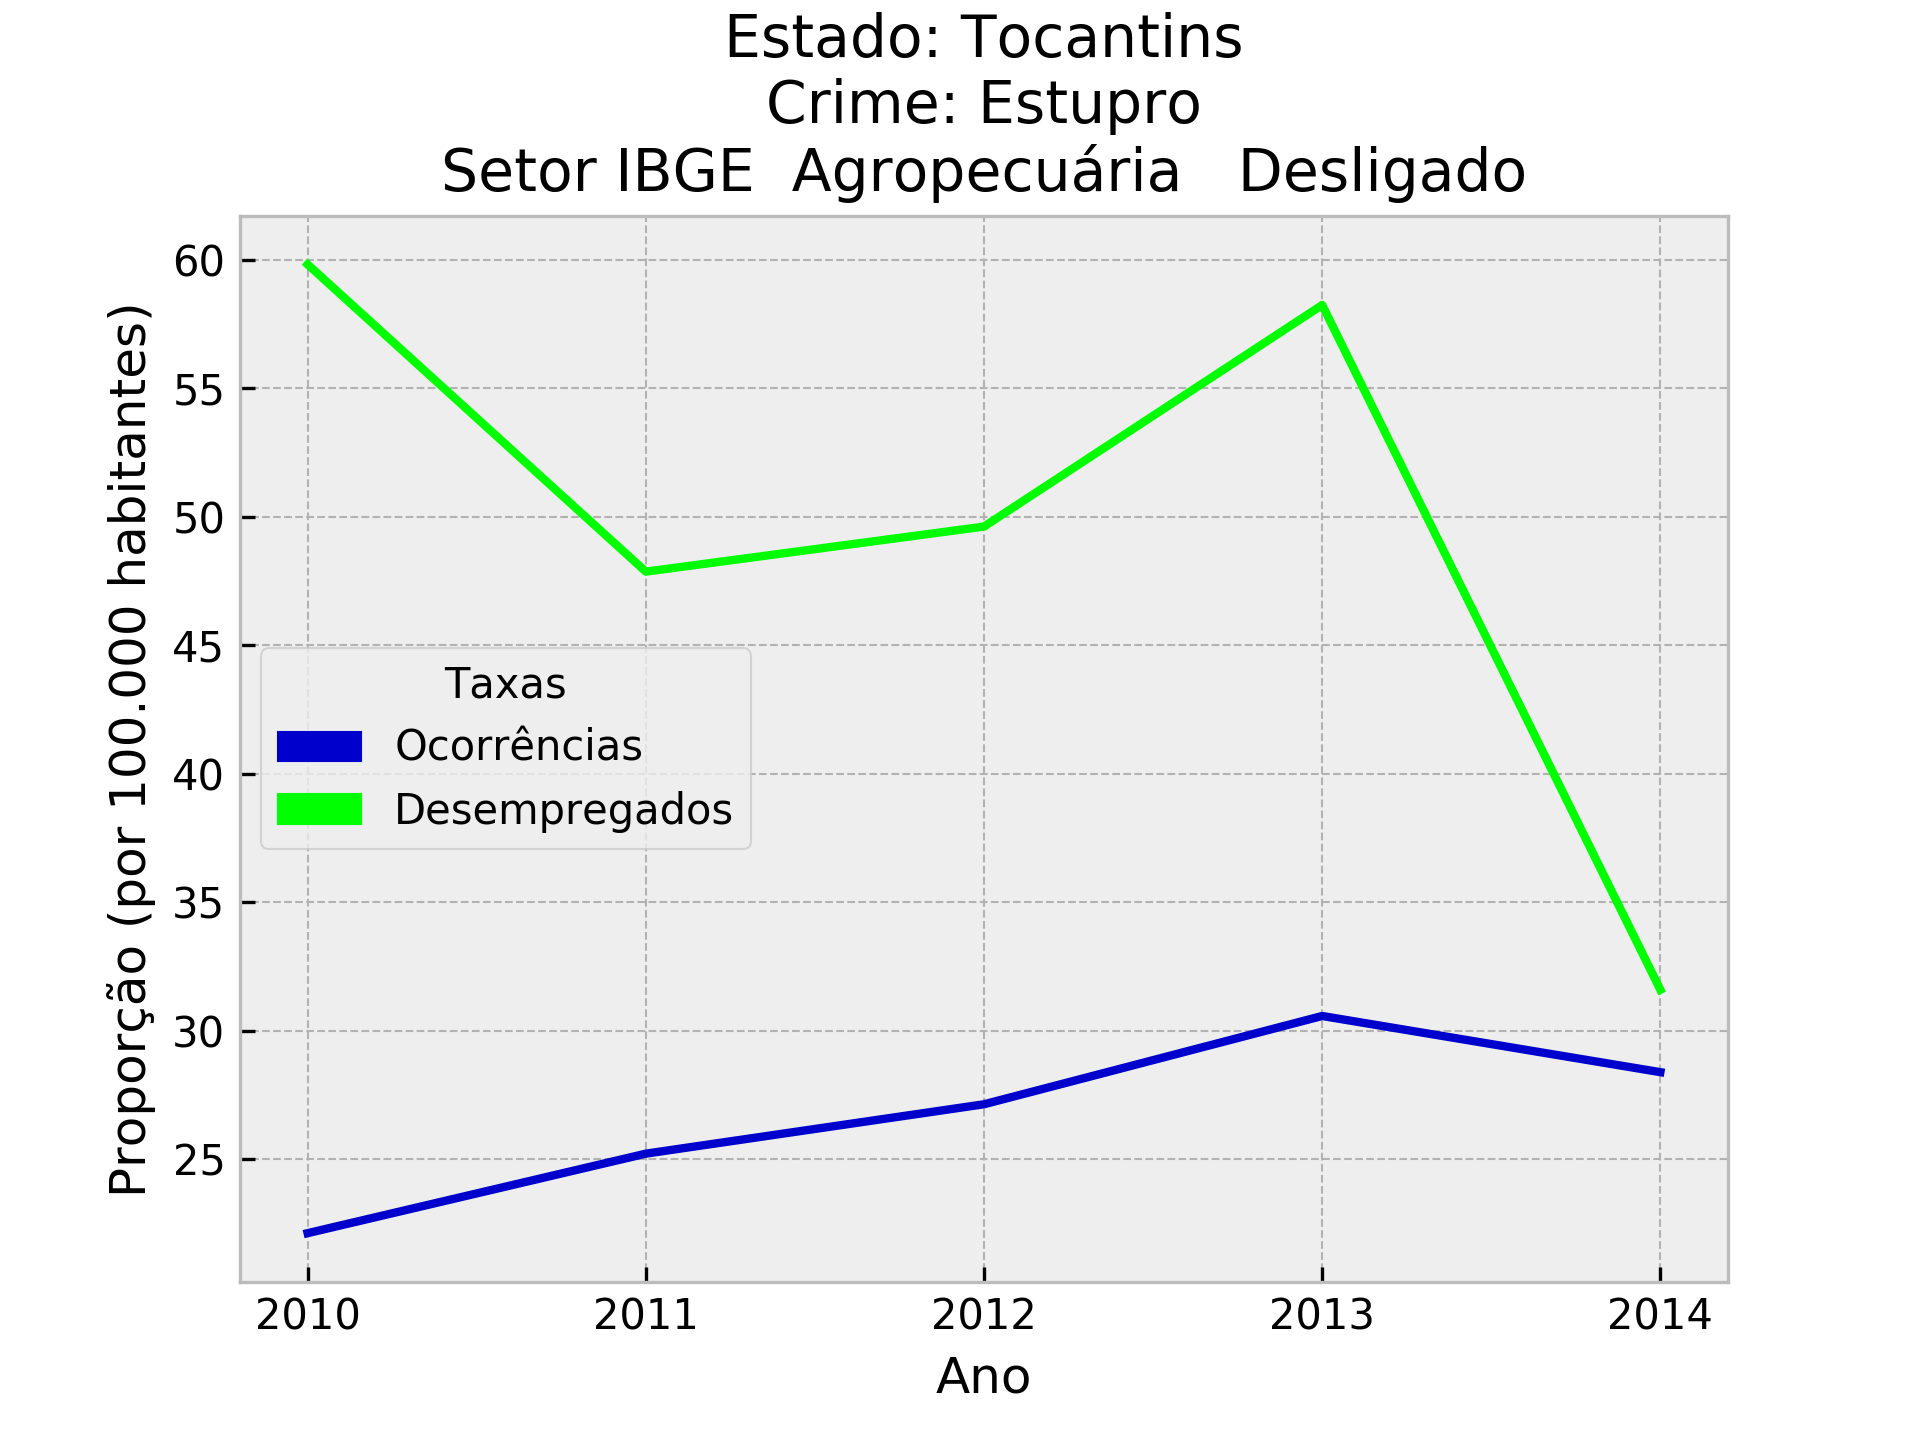 Estado: Tocantins
Crime: Estupro
Setor IBGE  Agropecuária   Desligado
Proporção (por 100.000 habitantes)
60
55
50
45
40
35
30
25
Taxas
Ocorrências
Desempregados
2010 2011 2012 2013 2014
Ano